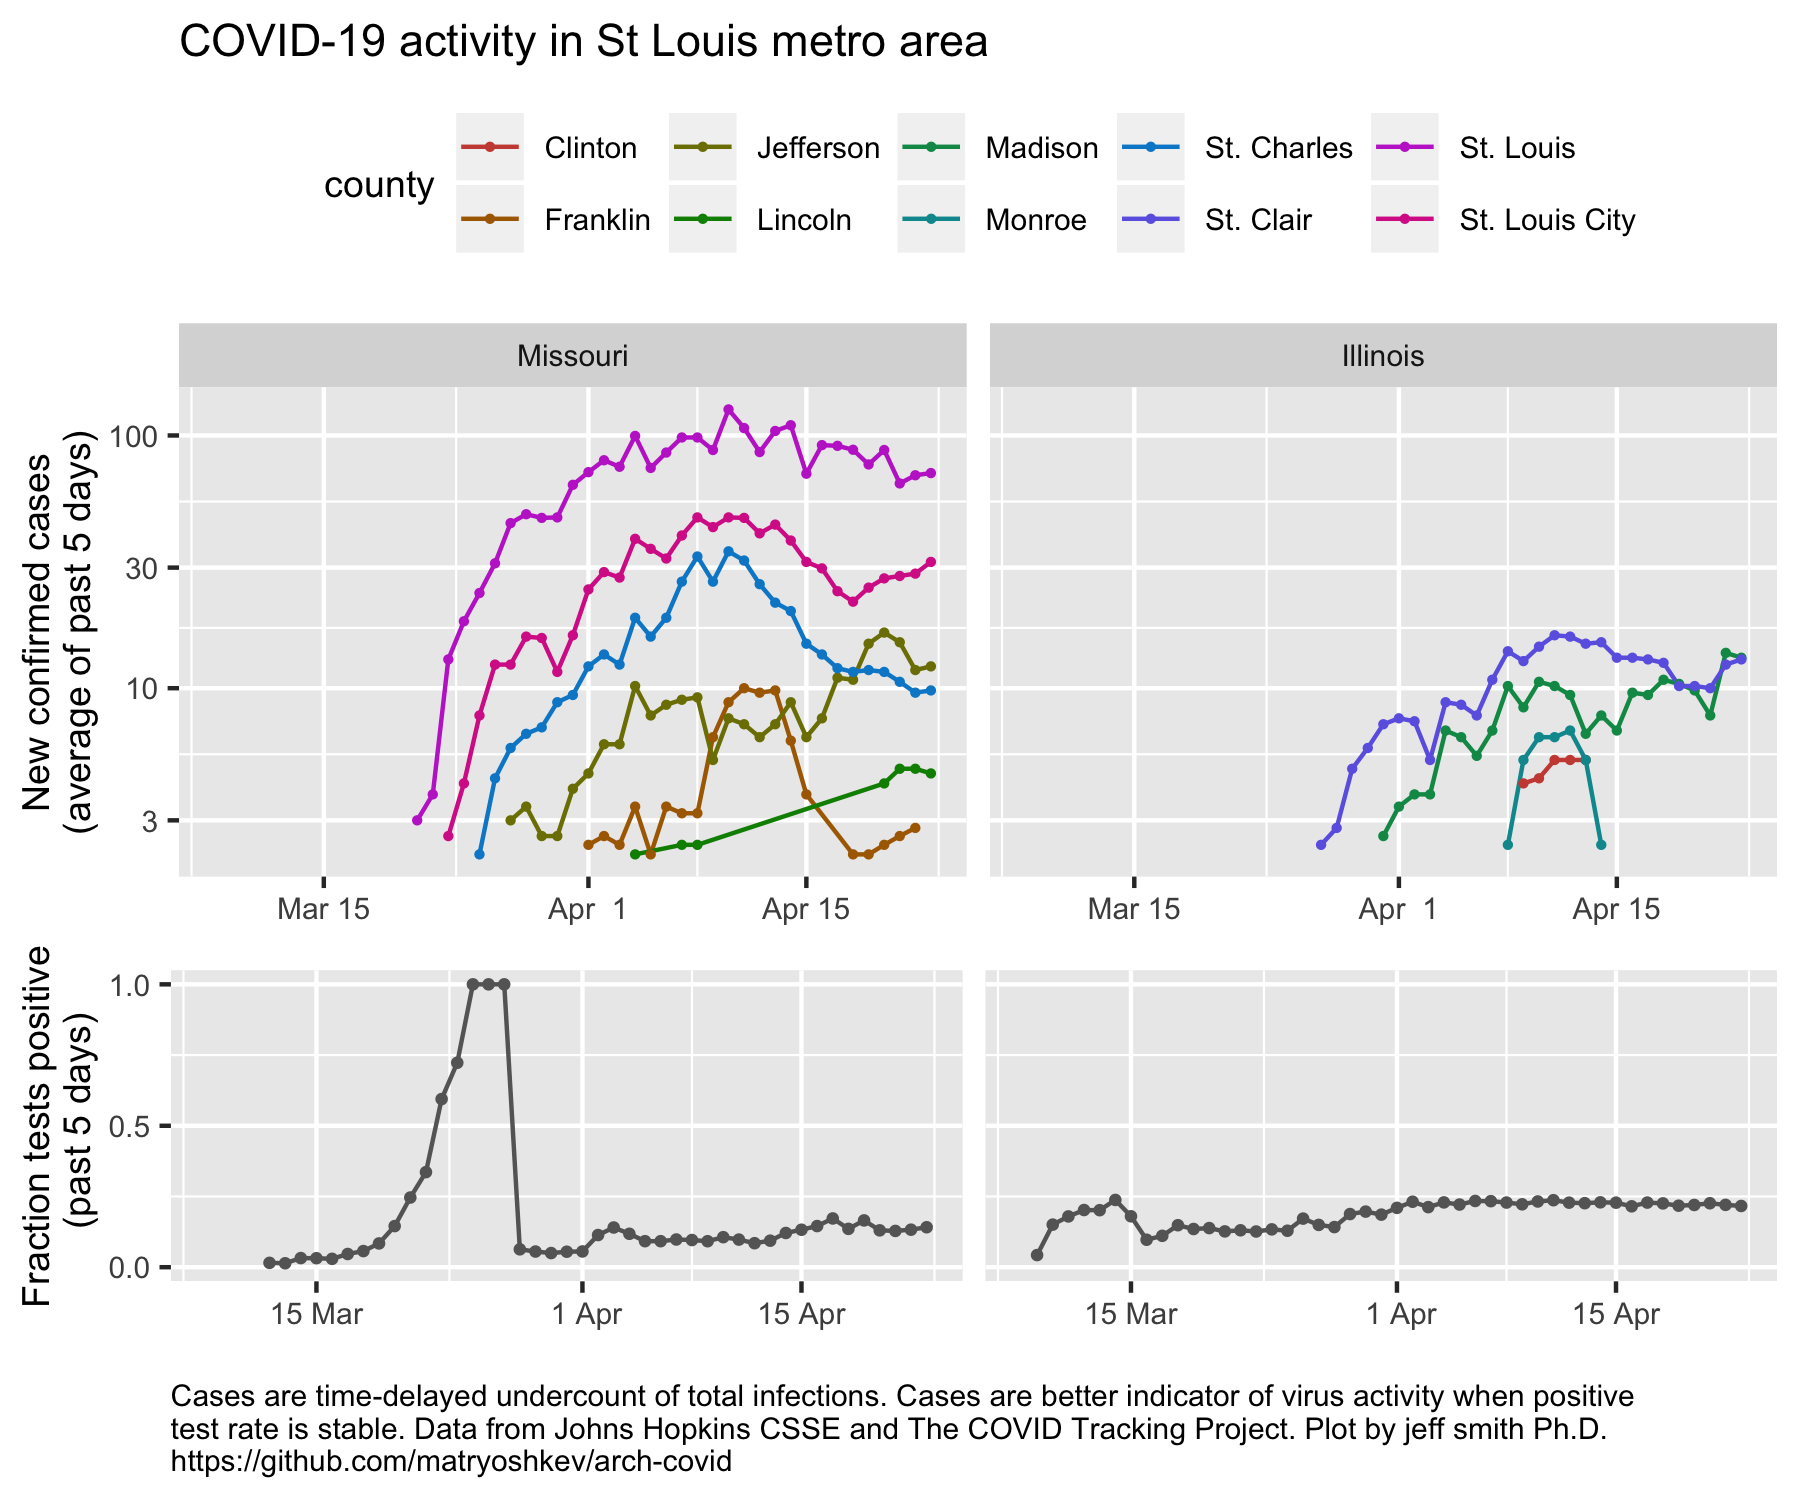 COVID-19 activity in St Louis metro area
county
Clinton
Jefferson
Madison
St. Charles
St. Louis
Franklin
Lincoln
Monroe
St. Clair
St. Louis City
Missouri
Illinois
New confirmed cases
(average of past 5 days)
100
30
10
3
Mar 15
Apr 1
Apr 15
Mar 15
Apr 1
Apr 15
Fraction tests positive
(past 5 days)
1.0
0.5
0.0
15 Mar
1 Apr
15 Apr
15 Mar
1 Apr
15 Apr
Cases are time-delayed undercount of total infections. Cases are better indicator of virus activity when positive
test rate is stable. Data from Johns Hopkins CSSE and The COVID Tracking Project. Plot by jeff smith Ph.D.
https://github.com/matryoshkev/arch-covid